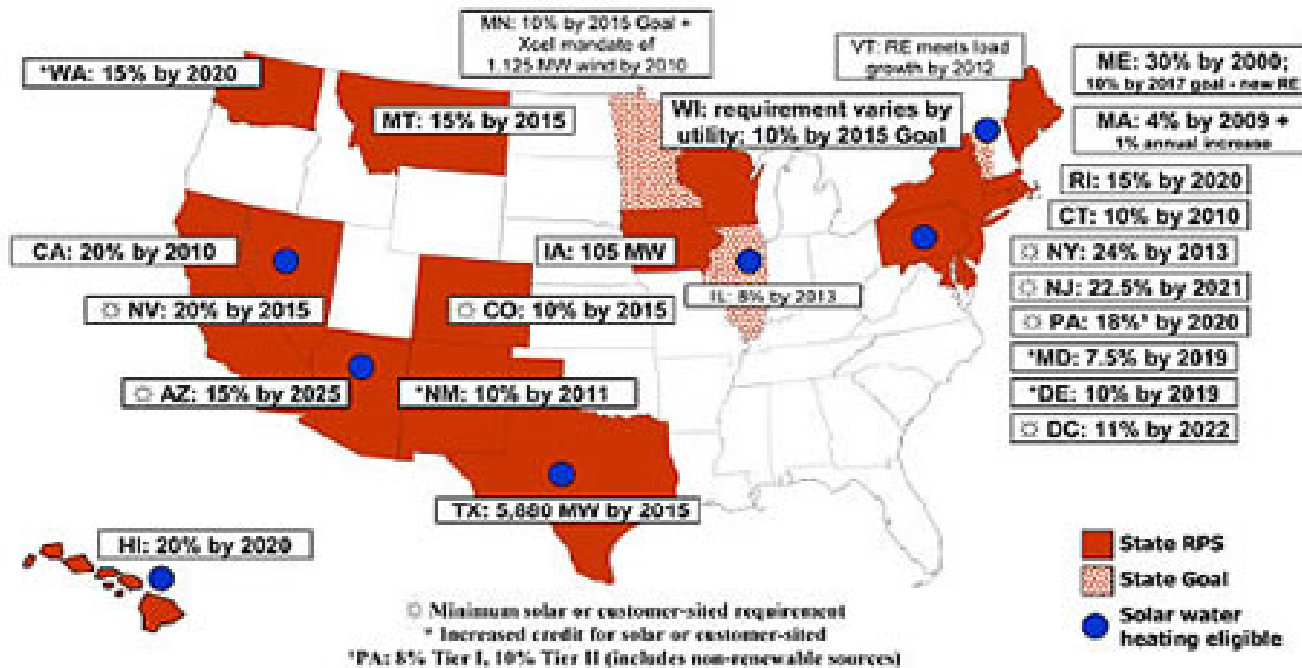 MN: 10% by 2015 Goal +
Xcel mandate of
1,125 MW wind by 2010
VT: RE meets load
growth by 2012
ME: 30% by 2000;
10% by 2017 goal - new RE
*WA: 15% by 2020
MT: 15% by 2015
WI: requirement varies by
utility; 10% by 2015 Goal
MA: 4% by 2009 +
1% annual increase
RI: 15% by 2020
CT: 10% by 2010
CA: 20% by 2010
IA: 105 MW
☼ NY: 24% by 2013
IL: 8% by 2013
☼ NJ: 22.5% by 2021
☼ NV: 20% by 2015
☼ CO: 10% by 2015
☼ PA: 18%¹ by 2020
*MD: 7.5% by 2019
☼ AZ: 15% by 2025
*NM: 10% by 2011
*DE: 10% by 2019
☼ DC: 11% by 2022
TX: 5,880 MW by 2015
HI: 20% by 2020
State RPS
State Goal
Solar water
heating eligible
☼ Minimum solar or customer-sited requirement
* Increased credit for solar or customer-sited
¹PA: 8% Tier I, 10% Tier II (includes non-renewable sources)